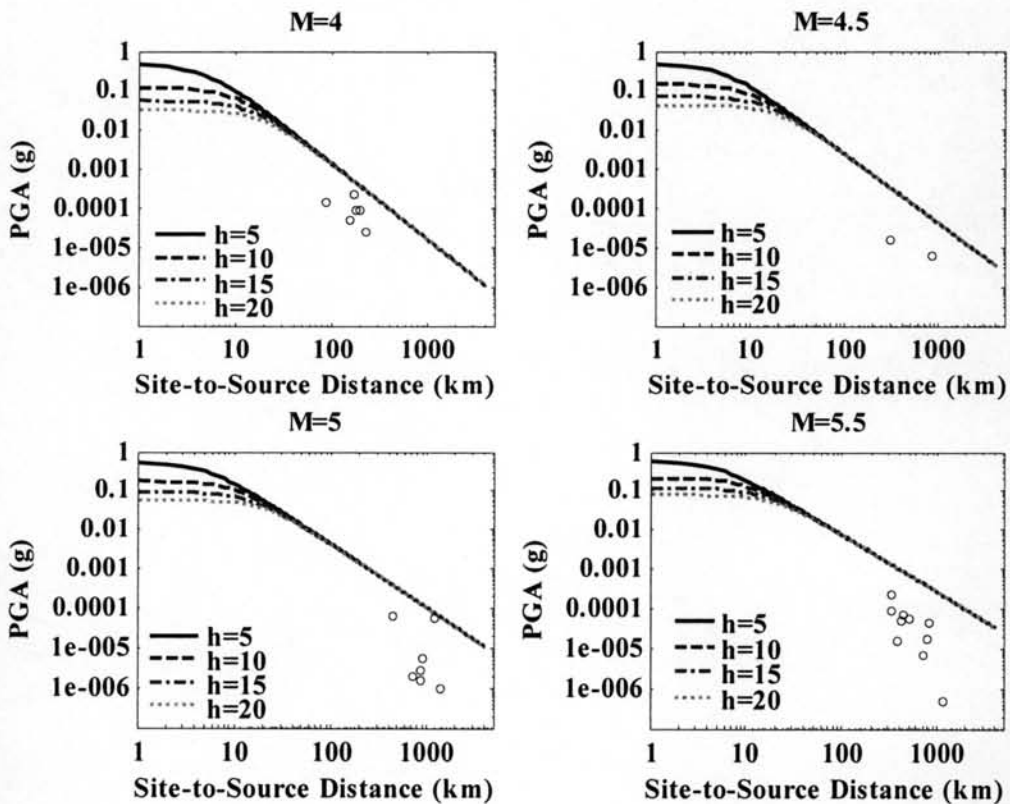 M=4
1
0.1
0.01
0.001
0.0001
1e-005
1e-006
PGA (g)
h=5
h=10
h=15
h=20
1 10 100 1000
Site-to-Source Distance (km)
M=4.5
1
0.1
0.01
0.001
0.0001
1e-005
1e-006
PGA (g)
h=5
h=10
h=15
h=20
1 10 100 1000
Site-to-Source Distance (km)
M=5
1
0.1
0.01
0.001
0.0001
1e-005
1e-006
PGA (g)
h=5
h=10
h=15
h=20
1 10 100 1000
Site-to-Source Distance (km)
M=5.5
1
0.1
0.01
0.001
0.0001
1e-005
1e-006
PGA (g)
h=5
h=10
h=15
h=20
1 10 100 1000
Site-to-Source Distance (km)